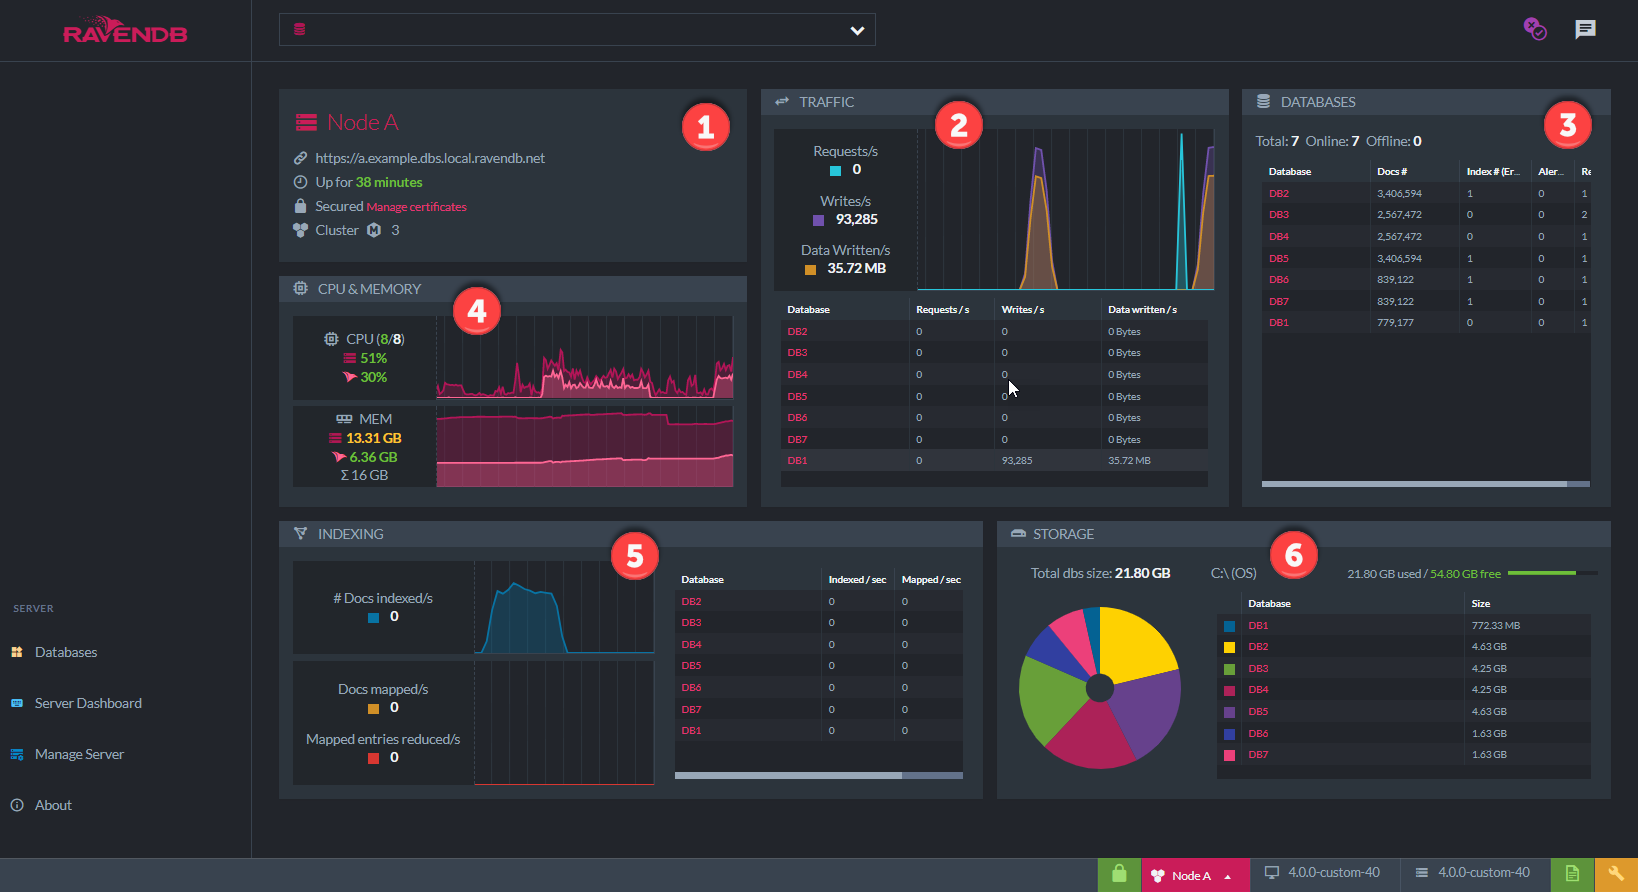 RAVENDB
1
Node A
https://a.example.dbs.local.ravendb.net
Up for 38 minutes
Secured Manage certificates
Cluster M 3
TRAFFIC
2
Requests/s
0
Writes/s
93,285
Data Written/s
35.72 MB
Database Requests / s Writes / s Data written / s
DB2 0 0 0 Bytes
DB3 0 0 0 Bytes
DB4 0 0 0 Bytes
DB5 0 0 0 Bytes
DB6 0 0 0 Bytes
DB7 0 0 0 Bytes
DB1 0 93,285 35.72 MB
DATABASES
3
Total: 7 Online: 7 Offline: 0
Database Docs # Index # (Er... Aler... Re
DB2 3,406,594 1 0 1
DB3 2,567,472 0 0 2
DB4 2,567,472 0 0 1
DB5 3,406,594 1 0 1
DB6 839,122 1 0 1
DB7 839,122 1 0 1
DB1 779,177 0 0 1
CPU & MEMORY
4
CPU (8/8)
51%
30%
MEM
13.31 GB
6.36 GB
Σ 16 GB
INDEXING
5
# Docs indexed/s
0
Docs mapped/s
0
Mapped entries reduced/s
0
Database Indexed / sec Mapped / sec
DB2 0 0
DB3 0 0
DB4 0 0
DB5 0 0
DB6 0 0
DB7 0 0
DB1 0 0
STORAGE
6
Total dbs size: 21.80 GB
C:\ (OS)
21.80 GB used / 54.80 GB free
Database Size
DB1 772.33 MB
DB2 4.63 GB
DB3 4.25 GB
DB4 4.25 GB
DB5 4.63 GB
DB6 1.63 GB
DB7 1.63 GB
SERVER
Databases
Server Dashboard
Manage Server
About
Node A
4.0.0-custom-40
4.0.0-custom-40